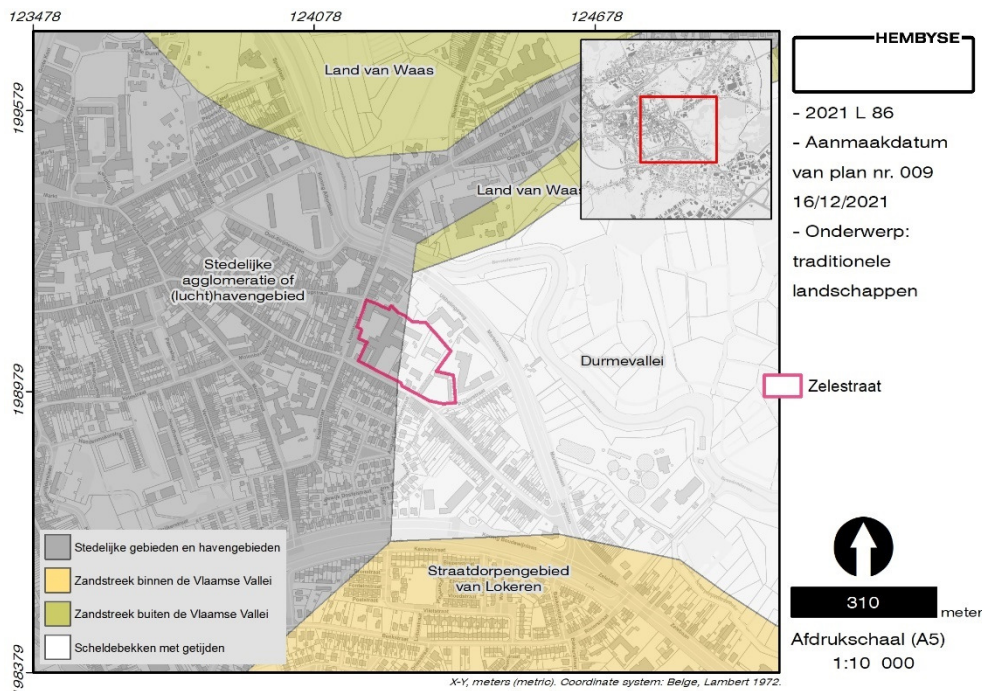 123478
124078
124678
198979
198379
HEMBYSE
- 2021 L 86
- Aanmaakdatum
van plan nr. 009
16/12/2021
- Onderwerp:
traditionele
landschappen
Zelestraat
Land van Waas
Land van Waas
Stedelijke
agglomeratie of
(lucht)havengebied
Durmevallei
Straatdorpengebied
van Lokeren
Stedelijke gebieden en havengebieden
Zandstreek binnen de Vlaamse Vallei
Zandstreek buiten de Vlaamse Vallei
Scheldebekken met getijden
310
meter
Afdrukschaal (A5)
1:10 000
X-Y, meters (metric). Coordinate system: Belge, Lambert 1972.